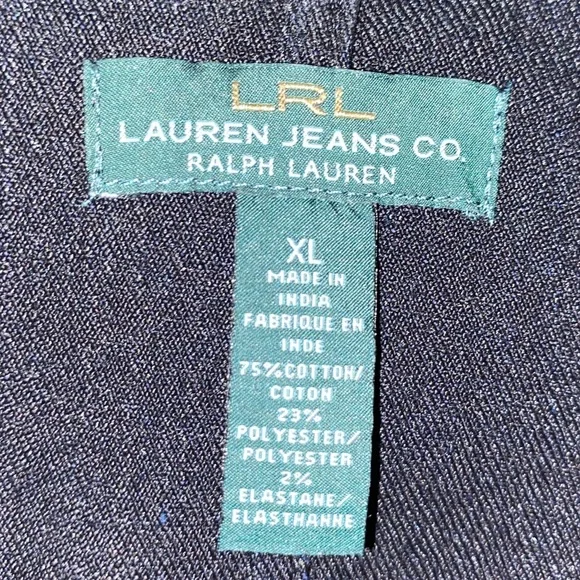 LRL
LAUREN JEANS CO.
RALPH LAUREN
XL
MADE IN
INDIA
FABRIQUE EN
INDE
75%COTTON/
COTON
23%
POLYESTER/
POLYESTER
2%
ELASTANE/
ELASTHANNE